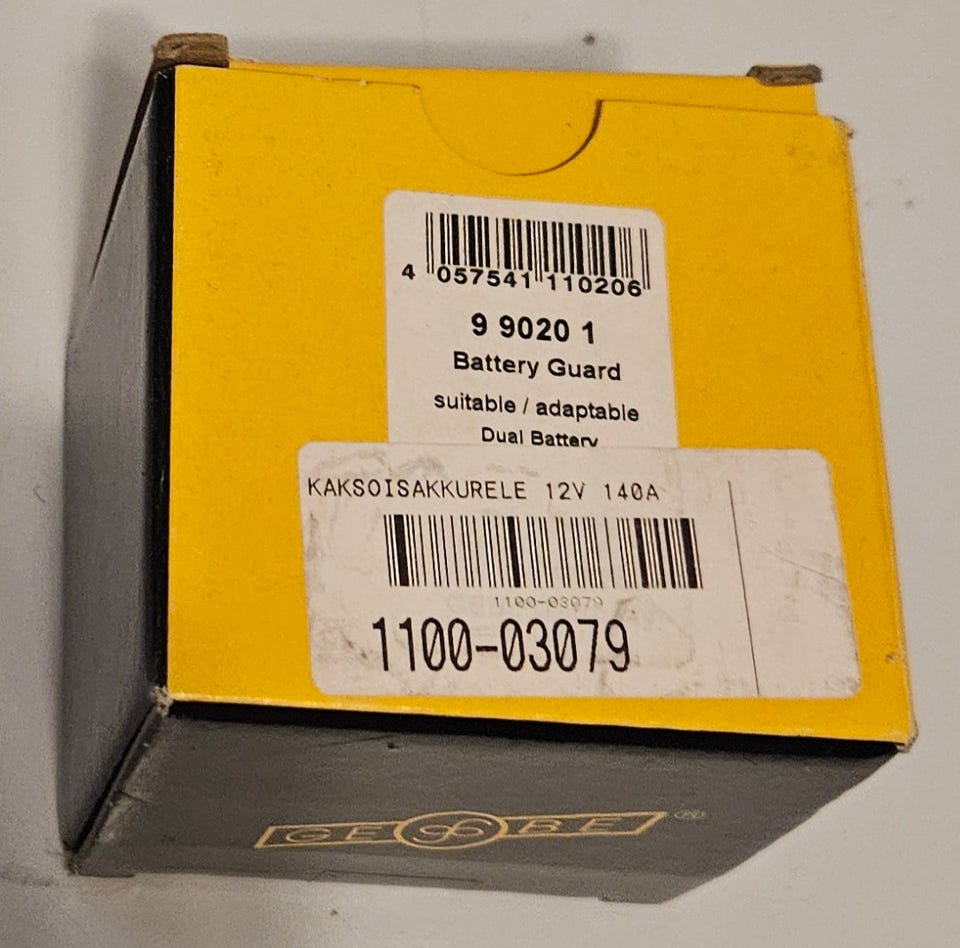 4 057541 110206
9 9020 1
Battery Guard
suitable / adaptable
Dual Battery
KAKSOISAKKURELE 12V 140A
1100-03079
1100-03079
GEBE ®